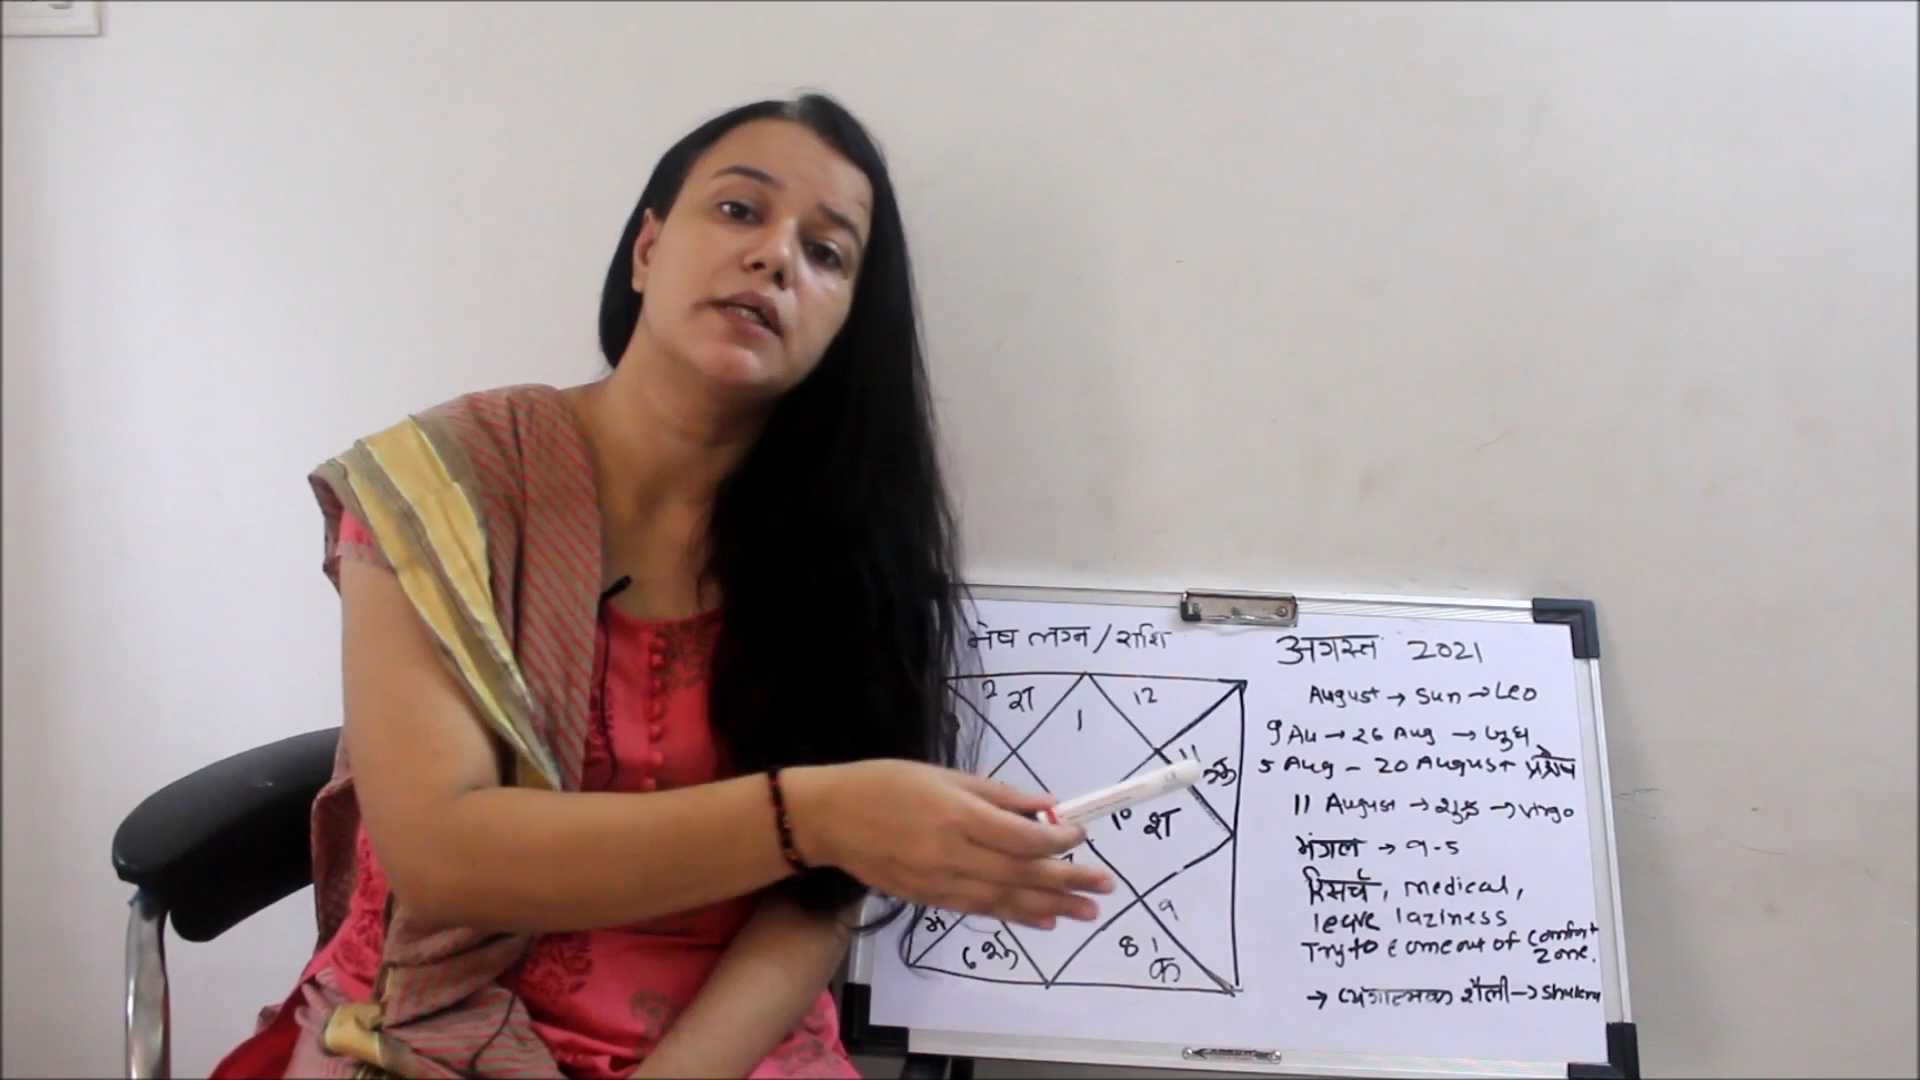 मेष लग्न / राशि
2 रा
1
12
11
10 श
मं
6 शु
8
के
9
अगस्त 2021
August → Sun → Leo
9 Au → 26 Aug → बुध
5 Aug - 20 August प्रवेश
11 August → शुक्र → virgo
मंगल → 9-5
रिसर्च, medical,
leave laziness
Try to come out of comfort
zone.
→ व्यंगात्मक शैली → Shukra